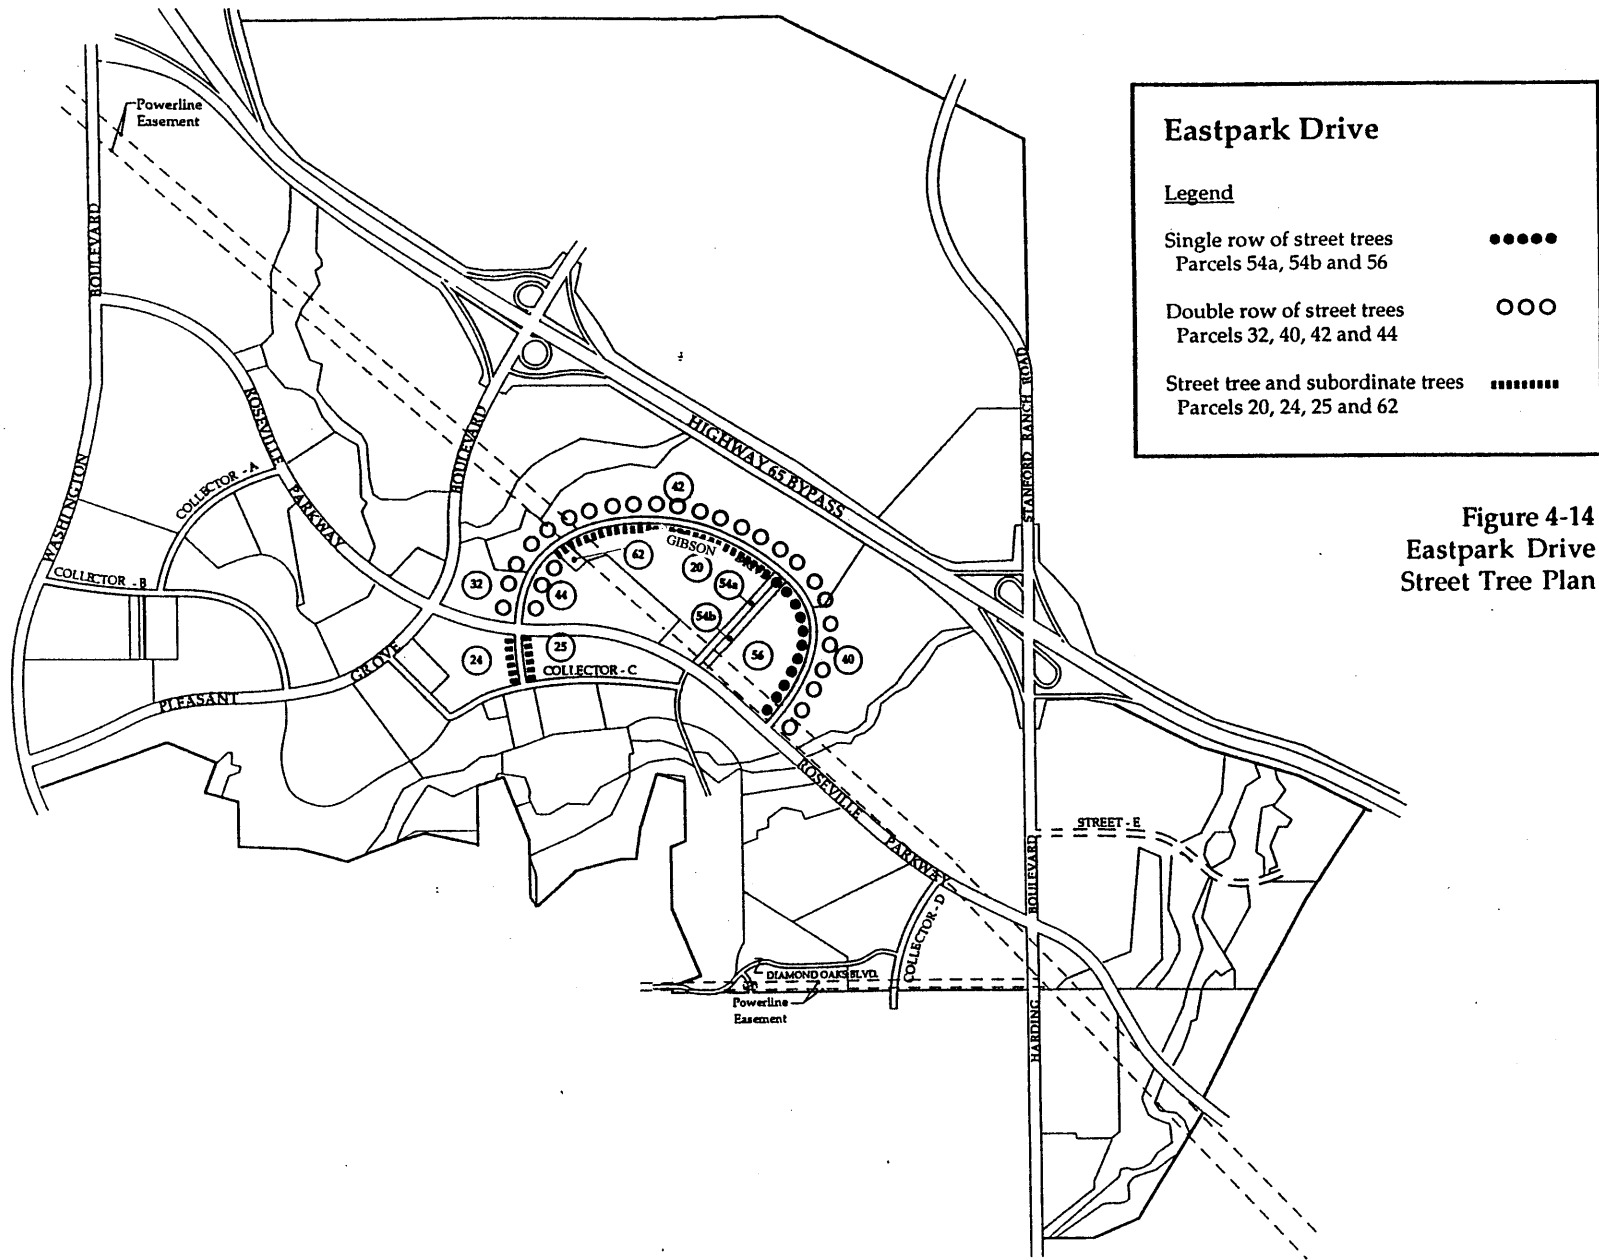 Powerline
Easement
Eastpark Drive
Legend
Single row of street trees
Parcels 54a, 54b and 56
Double row of street trees
Parcels 32, 40, 42 and 44
Street tree and subordinate trees
Parcels 20, 24, 25 and 62
Figure 4-14
Eastpark Drive
Street Tree Plan
WASHINGTON
BOULEVARD
ROSEVILLE
PARKWAY
COLLECTOR - A
COLLECTOR - B
PLEASANT
GROVE
BOULEVARD
HIGHWAY 65 BYPASS
STANFORD RANCH ROAD
42
GIBSON
DRIVE
62
20
54a
54b
56
40
32
44
24
25
COLLECTOR - C
ROSEVILLE
PARKWAY
STREET - E
COLLECTOR - D
DIAMOND OAKS BLVD.
Powerline
Easement
HARDING
BOULEVARD